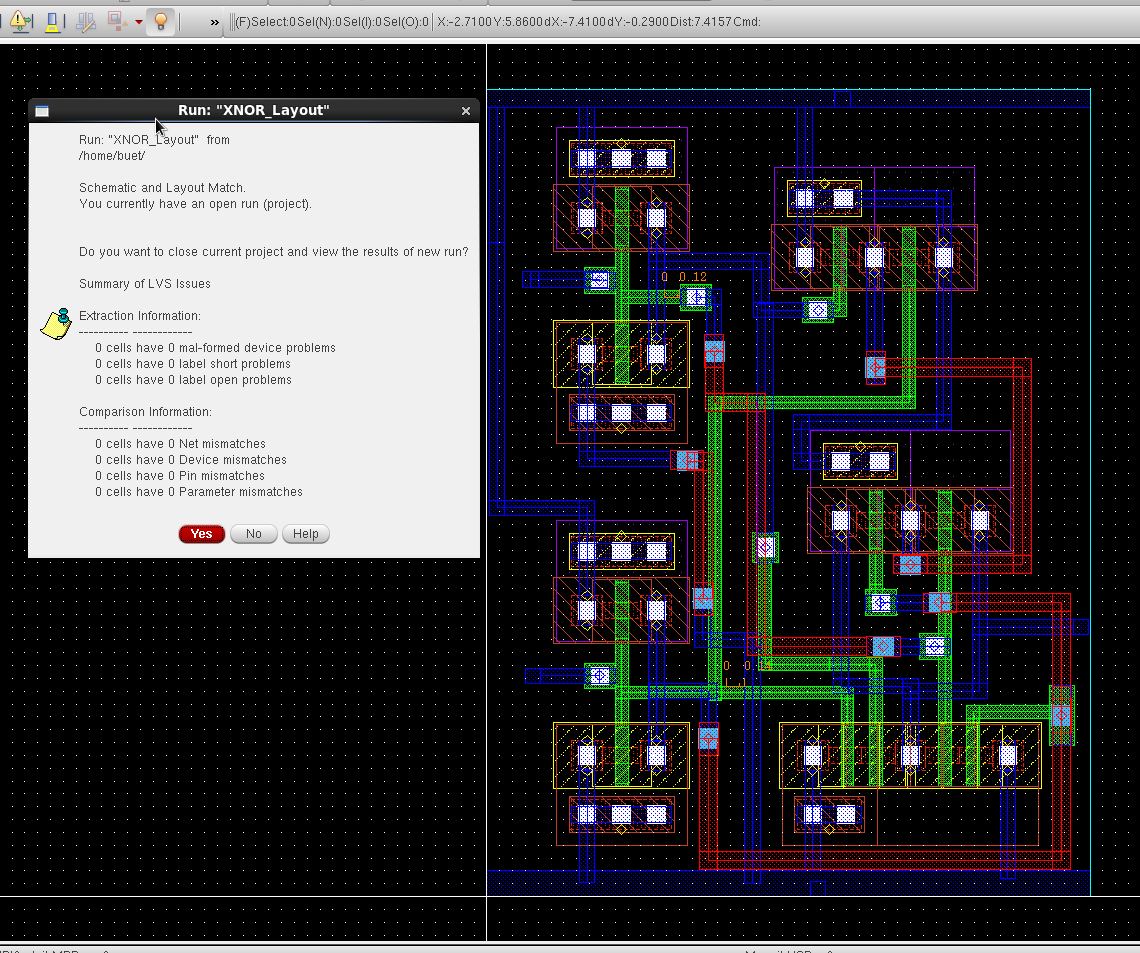 » (F)Select:0 Sel(N):0 Sel(I):0 Sel(O):0 X:-2.7100 Y:5.8600 dX:-7.4100 dY:-0.2900 Dist:7.4157 Cmd:
Run: "XNOR_Layout"
Run: "XNOR_Layout" from
/home/buet/
Schematic and Layout Match.
You currently have an open run (project).
Do you want to close current project and view the results of new run?
Summary of LVS Issues
Extraction Information:
---------- ------------
0 cells have 0 mal-formed device problems
0 cells have 0 label short problems
0 cells have 0 label open problems
Comparison Information:
---------- ------------
0 cells have 0 Net mismatches
0 cells have 0 Device mismatches
0 cells have 0 Pin mismatches
0 cells have 0 Parameter mismatches
Yes No Help
0 0.12
0 0